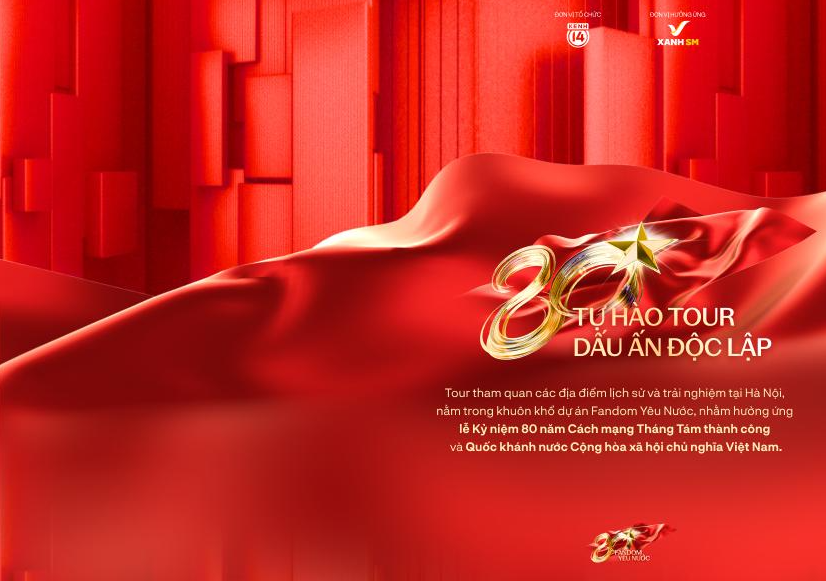 ĐƠN VỊ TỔ CHỨC
KENH
14
ĐƠN VỊ HƯỞNG ỨNG
XANH SM
80
TỰ HÀO TOUR
DẤU ẤN ĐỘC LẬP
Tour tham quan các địa điểm lịch sử và trải nghiệm tại Hà Nội,
nằm trong khuôn khổ dự án Fandom Yêu Nước, nhằm hưởng ứng
lễ Kỷ niệm 80 năm Cách mạng Tháng Tám thành công
và Quốc khánh nước Cộng hòa xã hội chủ nghĩa Việt Nam.
80
FANDOM
YÊU NƯỚC